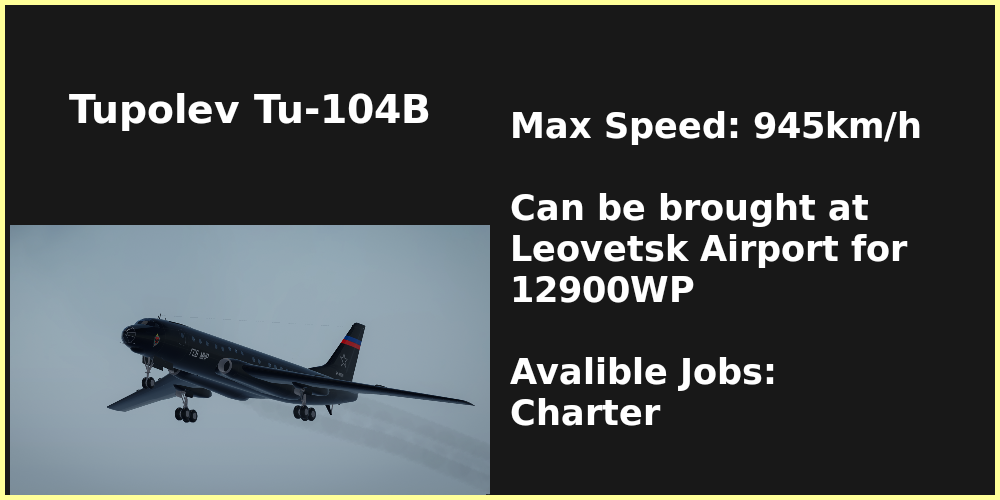 Tupolev Tu-104B
Max Speed: 945km/h
Can be brought at
Leovetsk Airport for
12900WP
Avalible Jobs:
Charter